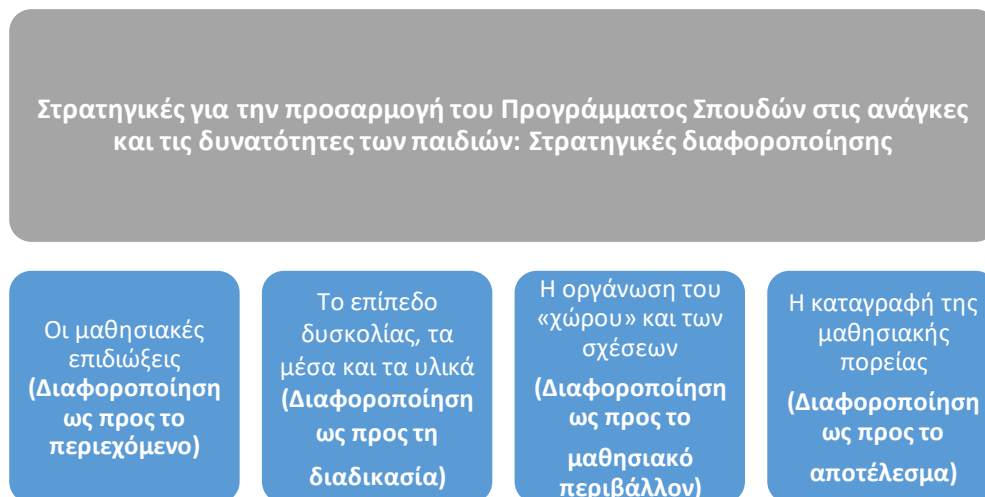 Στρατηγικές για την προσαρμογή του Προγράμματος Σπουδών στις ανάγκες
και τις δυνατότητες των παιδιών: Στρατηγικές διαφοροποίησης
Οι μαθησιακές
επιδιώξεις
(Διαφοροποίηση
ως προς το
περιεχόμενο)
Το επίπεδο
δυσκολίας, τα
μέσα και τα υλικά
(Διαφοροποίηση
ως προς τη
διαδικασία)
Η οργάνωση του
«χώρου» και των
σχέσεων
(Διαφοροποίηση
ως προς το
μαθησιακό
περιβάλλον)
Η καταγραφή της
μαθησιακής
πορείας
(Διαφοροποίηση
ως προς το
αποτέλεσμα)